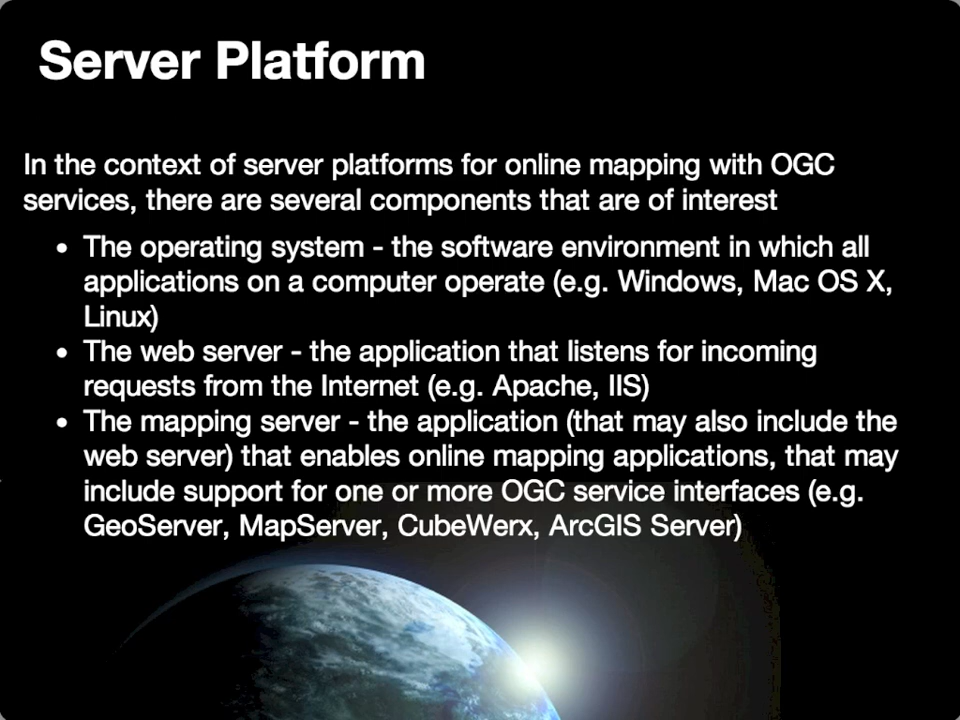 Server Platform
In the context of server platforms for online mapping with OGC
services, there are several components that are of interest
• The operating system - the software environment in which all
applications on a computer operate (e.g. Windows, Mac OS X,
Linux)
• The web server - the application that listens for incoming
requests from the Internet (e.g. Apache, IIS)
• The mapping server - the application (that may also include the
web server) that enables online mapping applications, that may
include support for one or more OGC service interfaces (e.g.
GeoServer, MapServer, CubeWerx, ArcGIS Server)